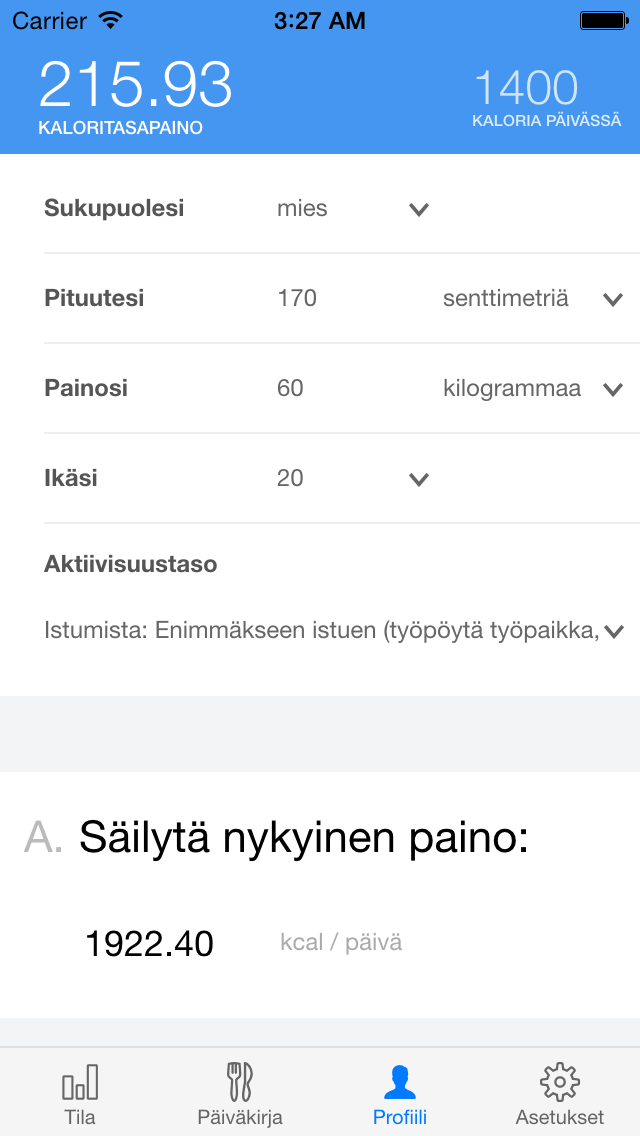 Carrier 3:27 AM
215.93 1400
KALORITASAPAINO KALORIA PÄIVÄSSÄ
Sukupuolesi mies
Pituutesi 170 senttimetriä
Painosi 60 kilogrammaa
Ikäsi 20
Aktiivisuustaso
Istumista: Enimmäkseen istuen (työpöytä työpaikka,
A. Säilytä nykyinen paino:
1922.40 kcal / päivä
Tila Päiväkirja Profiili Asetukset